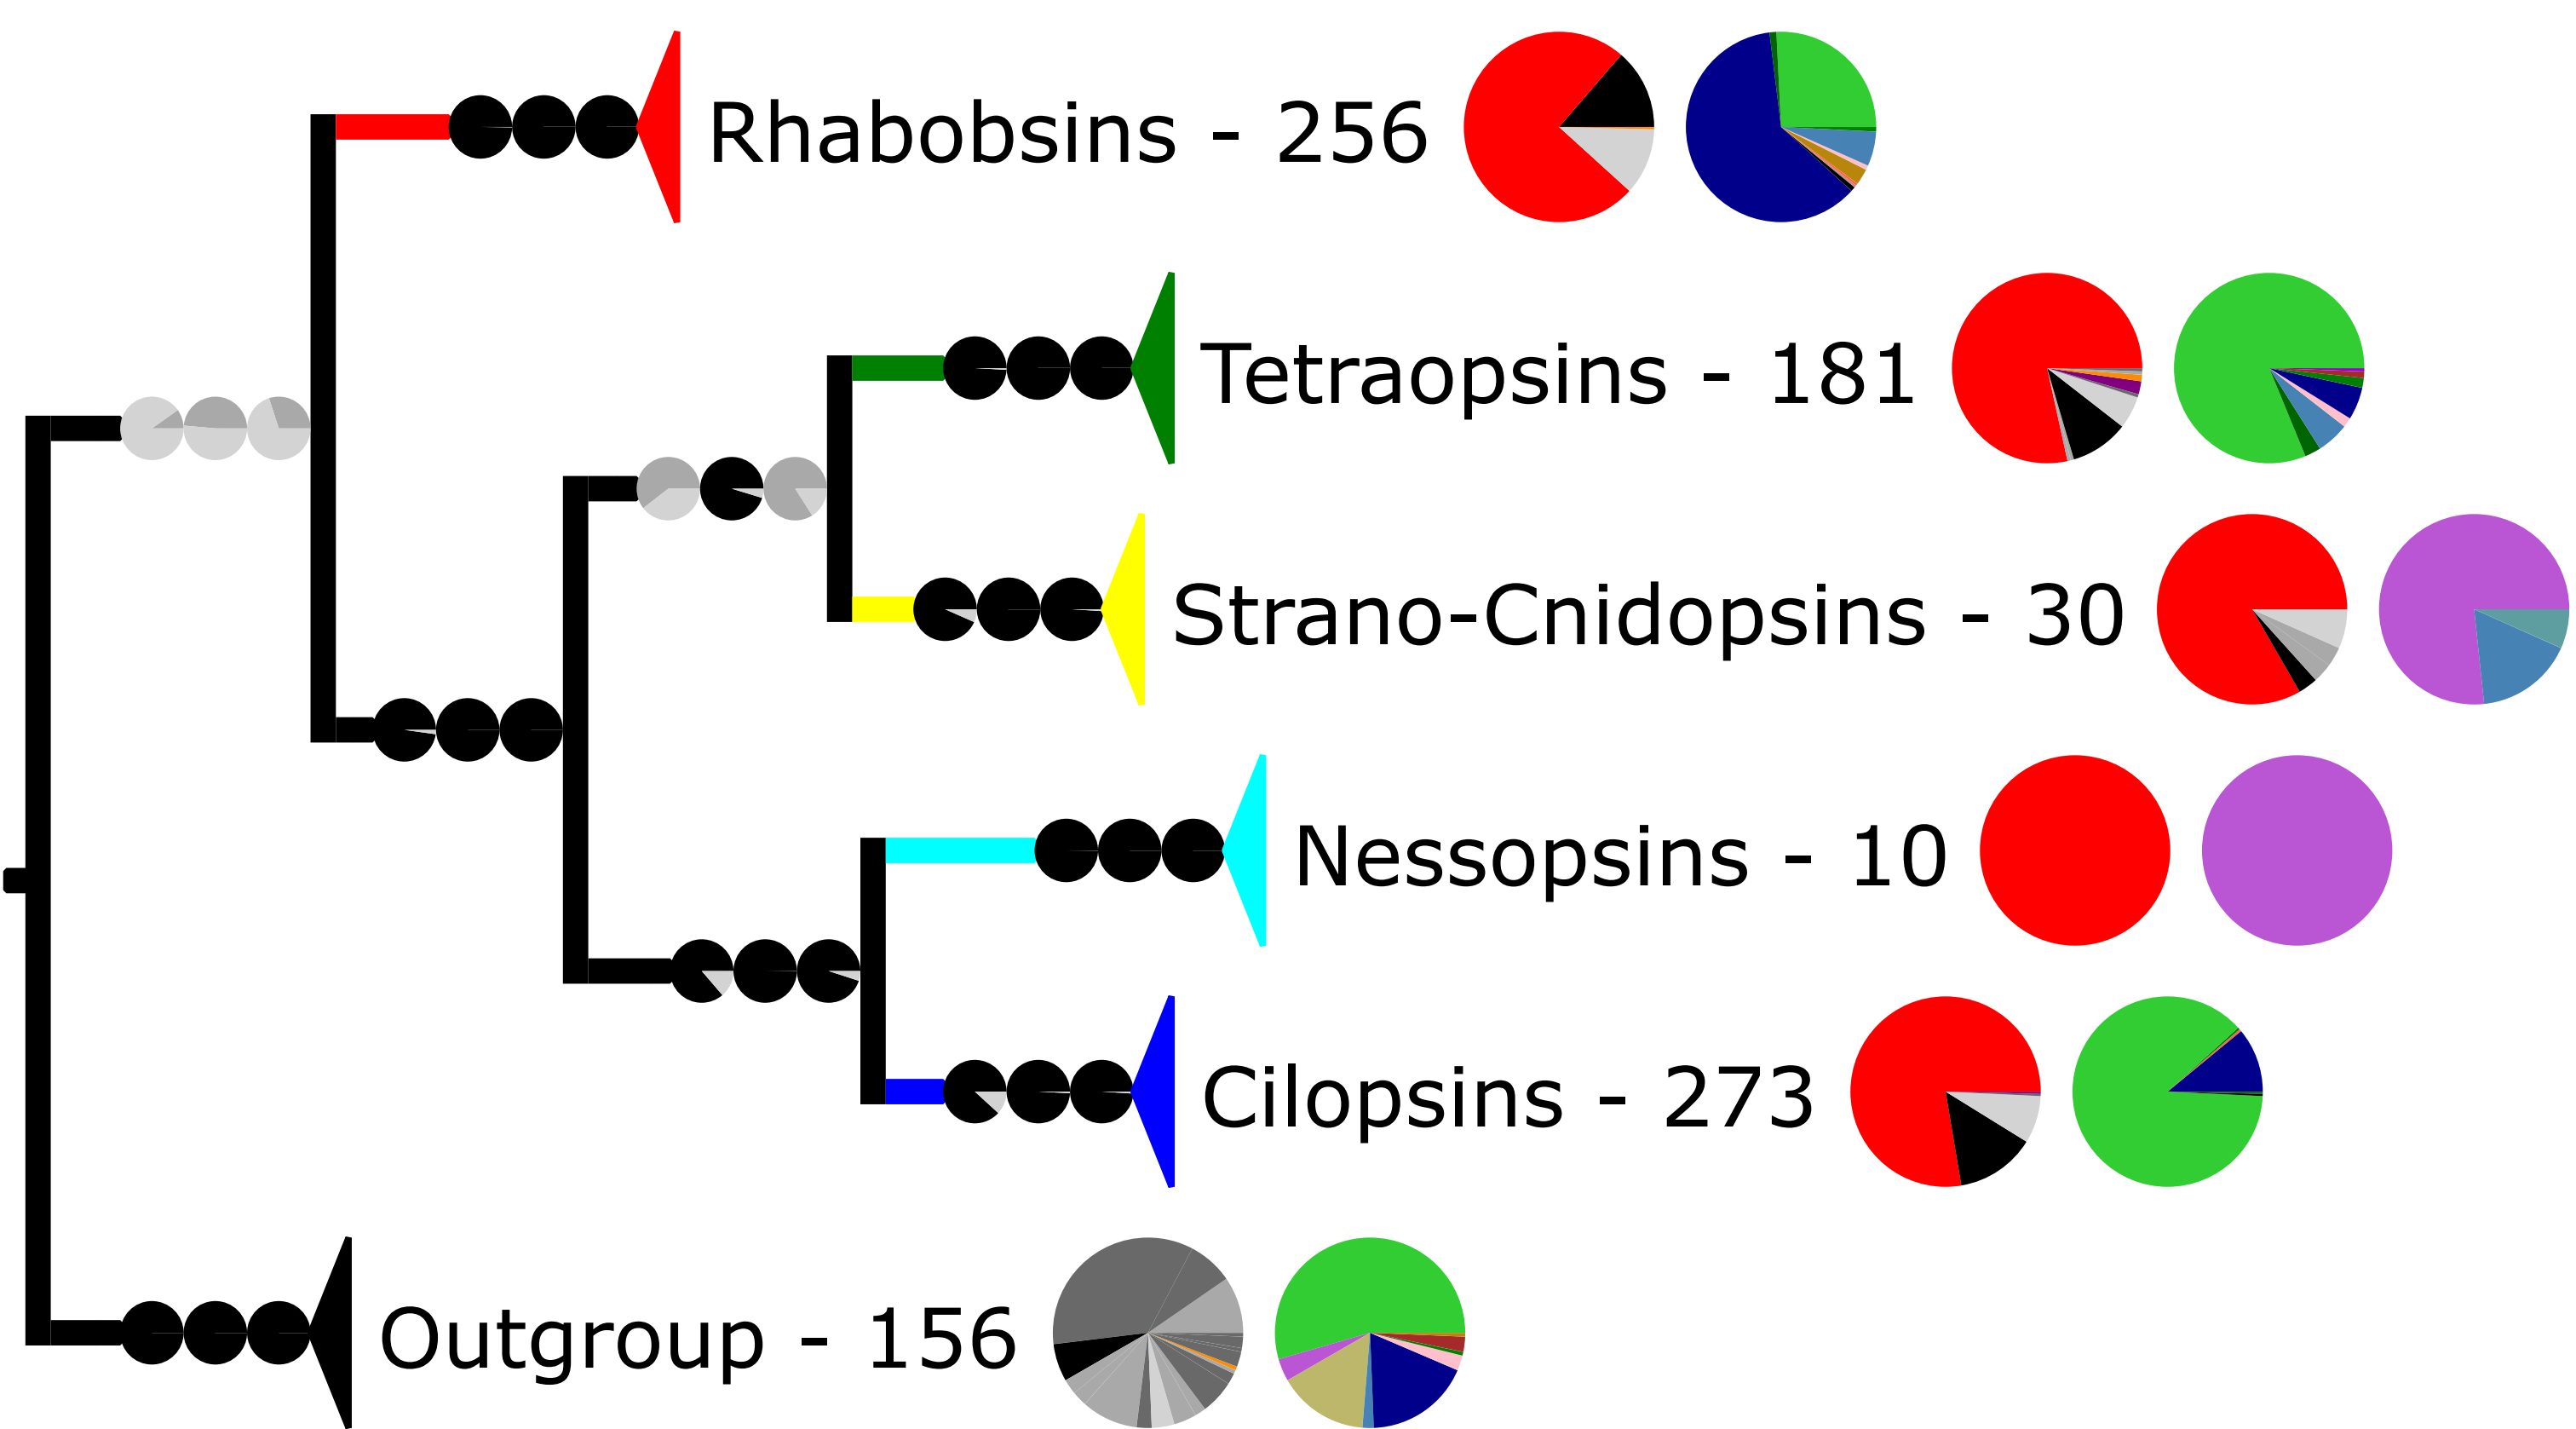 Rhabobsins - 256
Tetraopsins - 181
Strano-Cnidopsins - 30
Nessopsins - 10
Cilopsins - 273
Outgroup - 156